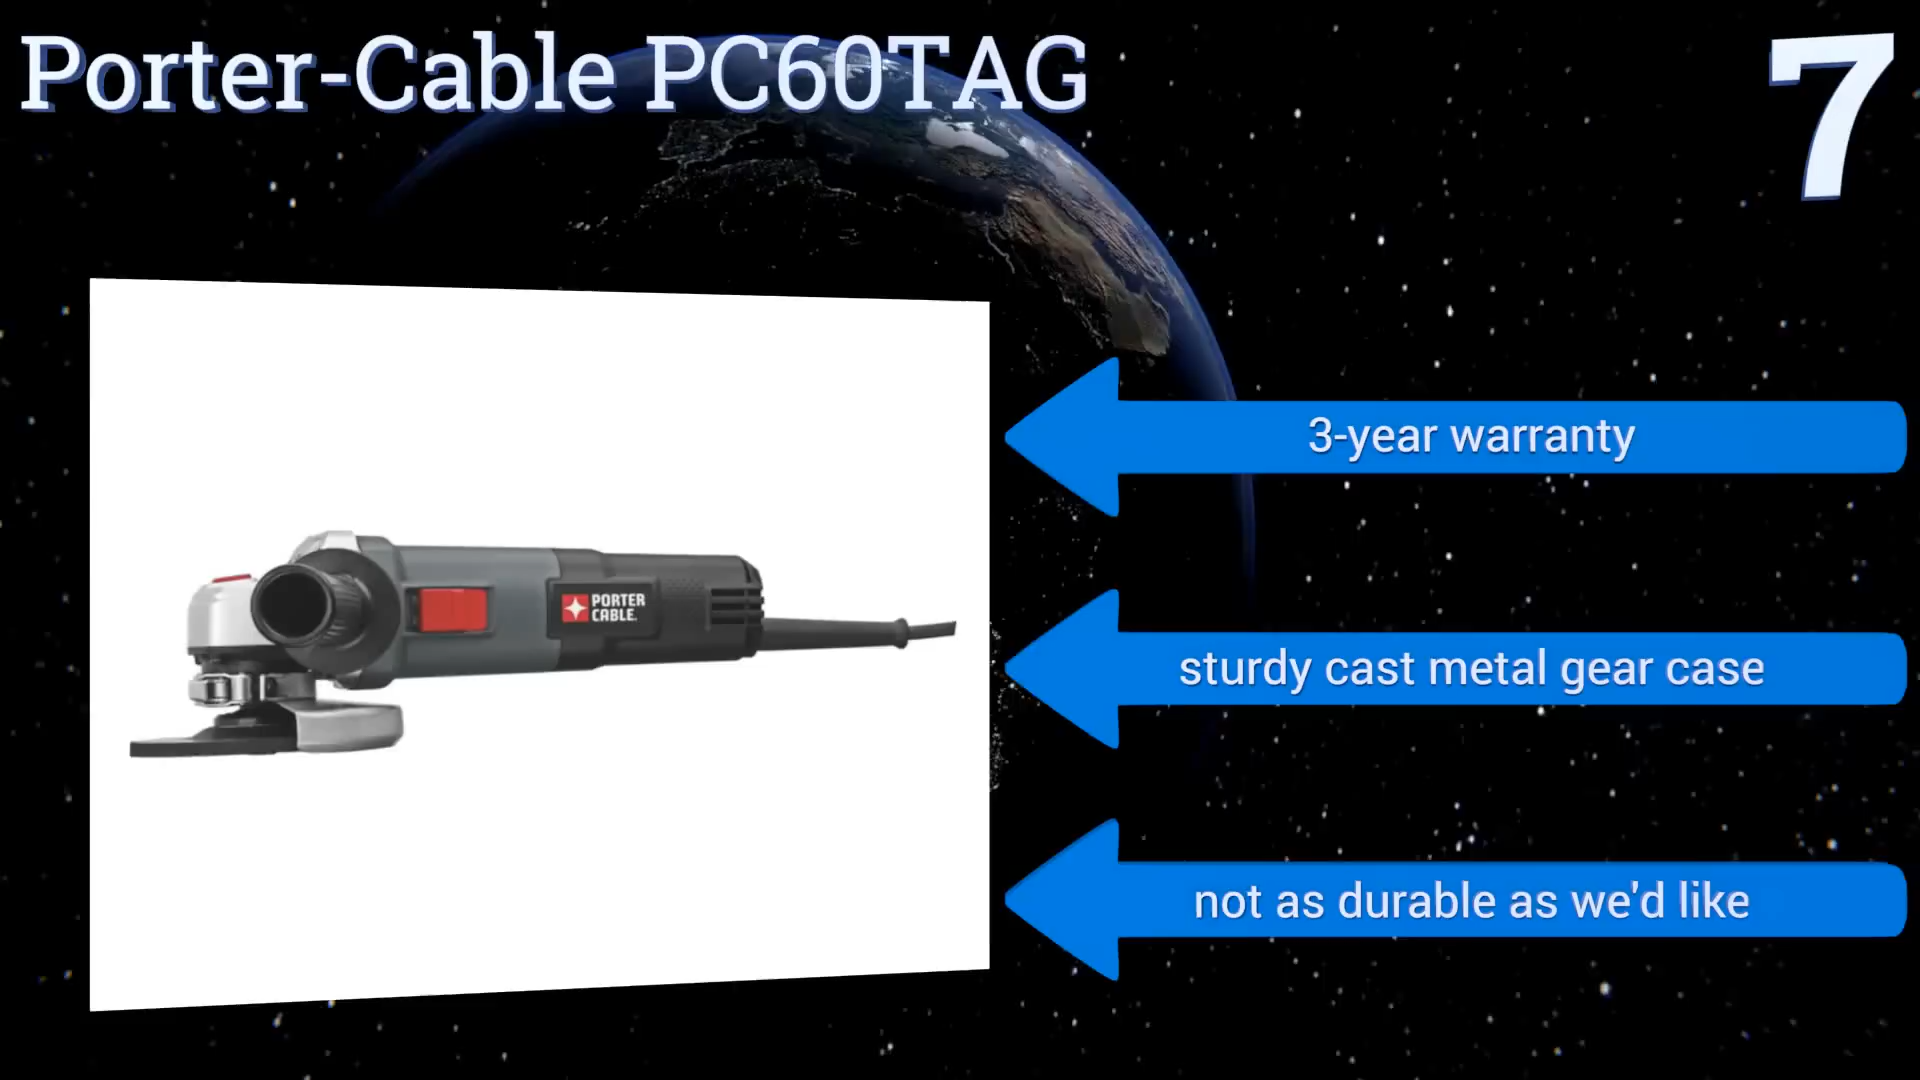 Porter-Cable PC60TAG
7
3-year warranty
PORTER
CABLE.
sturdy cast metal gear case
not as durable as we'd like